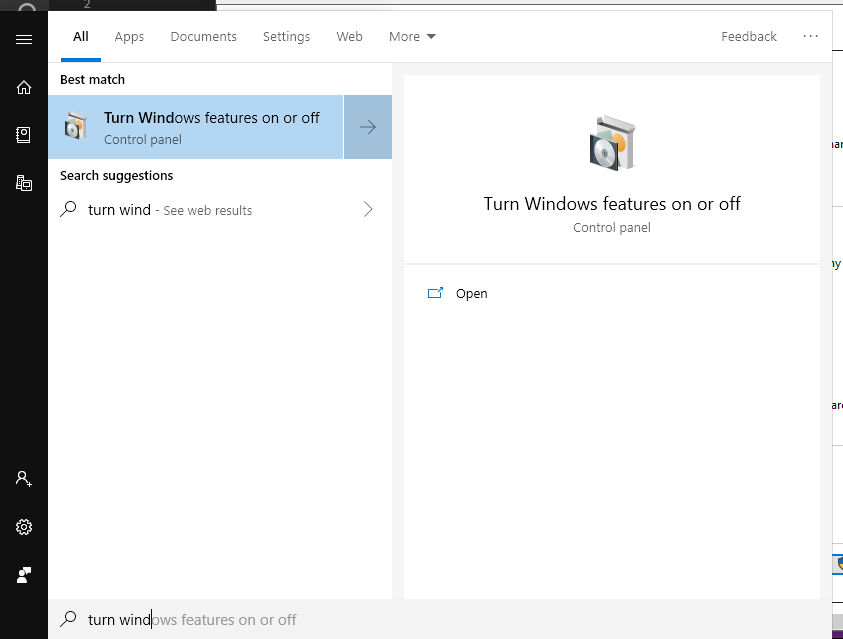 2
All Apps Documents Settings Web More Feedback ...
Best match
Turn Windows features on or off
Control panel
Search suggestions
turn wind - See web results
Turn Windows features on or off
Control panel
Open
turn windows features on or off